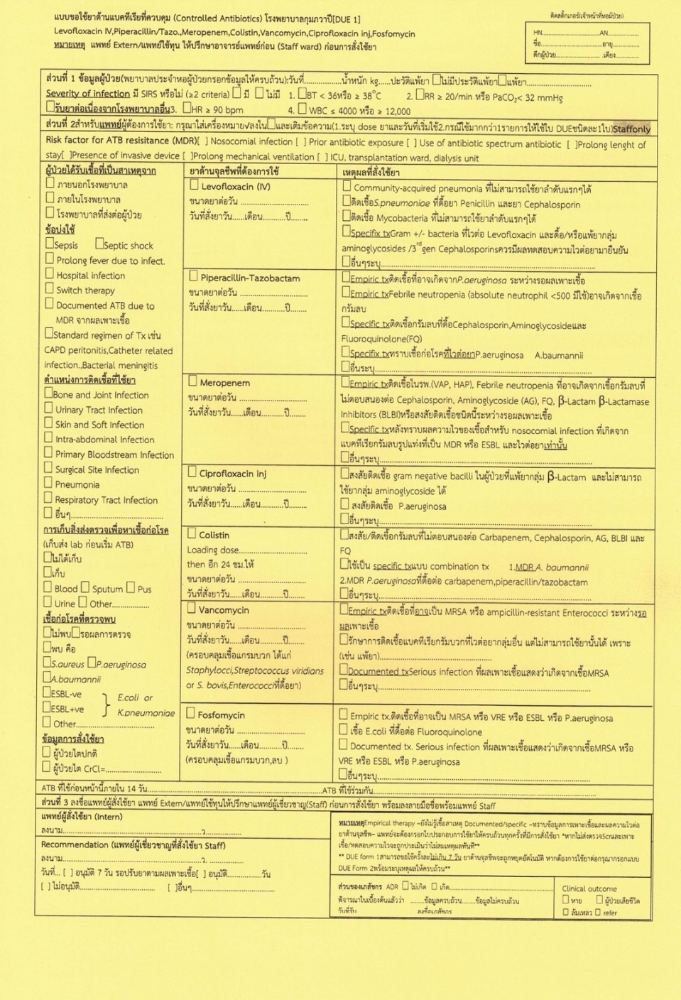 แบบขอใช้ยาต้านแบคทีเรียที่ควบคุม (Controlled Antibiotics) โรงพยาบาลกุมภวาปี[DUE 1]
ติดสติ๊กเกอร์(เจ้าหน้าที่หอผู้ป่วย)
Levofloxacin IV,Piperacillin/Tazo.,Meropenem,Colistin,Vancomycin,Ciprofloxacin inj,Fosfomycin
หมายเหตุ แพทย์ Extern/แพทย์ใช้ทุน ให้ปรึกษาอาจารย์แพทย์ก่อน (Staff ward) ก่อนการสั่งใช้ยา
HN..........................AN..............
ชื่อ..........................อายุ..............
ตึกผู้ป่วย....................เตียง...........
ส่วนที่ 1 ข้อมูลผู้ป่วย(พยาบาลประจำหอผู้ป่วยกรอกข้อมูลให้ครบถ้วน):วันที่...............น้ำหนัก kg.....ปะวัติแพ้ยา ☐ไม่มีประวัติแพ้ยา☐แพ้ยา.........................
Severity of infection มี SIRS หรือไม่ (≥2 criteria) ☐ มี ☐ ไม่มี 1. ☐BT < 36หรือ ≥ 38°C 2. ☐RR ≥ 20/min หรือ PaCO2< 32 mmHg
☐รับยาต่อเนื่องจากโรงพยาบาลอื่น3. ☐HR ≥ 90 bpm 4. ☐ WBC ≤ 4000 หรือ ≥ 12,000
ส่วนที่ 2สำหรับแพทย์ผู้ต้องการใช้ยา: กรุณาใส่เครื่องหมาย√ลงใน☐และเติมข้อความ(1.ระบุ dose ยาและวันที่เริ่มใช้2.กรณีใช้มากกว่า1รายการให้ใช้ใบ DUEชนิดละ1ใบ)Staffonly
Risk factor for ATB resisitance (MDR)[ ] Nosocomial infection [ ] Prior antibiotic exposure [ ] Use of antibiotic spectrum antibiotic [ ]Prolong lenght of
stay[ ]Presence of invasive device [ ]Prolong mechanical ventilation [ ] ICU, transplantation ward, dialysis unit
ผู้ป่วยได้รับเชื้อที่เป็นสาเหตุจาก
☐ ภายนอกโรงพยาบาล
☐ ภายในโรงพยาบาล
☐ โรงพยาบาลที่ส่งต่อผู้ป่วย
ข้อบ่งใช้
☐Sepsis ☐Septic shock
☐ Prolong fever due to infect.
☐ Hospital infection
☐ Switch therapy
☐ Documented ATB due to
MDR จากผลเพาะเชื้อ
☐Standard regimen of Tx เช่น
CAPD peritonitis,Catheter related
infection.,Bacterial meningitis
ตำแหน่งการติดเชื้อที่ใช้ยา
☐Bone and Joint Infection
☐ Urinary Tract Infection
☐ Skin and Soft Infection
☐ Intra-abdominal Infection
☐ Primary Bloodstream Infection
☐ Surgical Site Infection
☐ Pneumonia
☐ Respiratory Tract Infection
☐ อื่นๆ..............................
การเก็บสิ่งส่งตรวจเพื่อหาเชื้อก่อโรค
(เก็บส่ง lab ก่อนเริ่ม ATB)
☐ไม่ได้เก็บ
☐เก็บ
☐ Blood ☐ Sputum ☐ Pus
☐ Urine ☐ Other..................
เชื้อก่อโรคที่ตรวจพบ
☐ไม่พบ☐รอผลการตรวจ
☐พบ คือ
☐S.aureus ☐P.aeruginosa
☐A.baumannii
☐ESBL-ve
☐ESBL+ve } E.coli or K.pneumoniae
☐ Other..............................
ข้อมูลการสั่งใช้ยา
☐ ผู้ป่วยไตปกติ
☐ ผู้ป่วยไต CrCl=......................
ยาต้านจุลชีพที่ต้องการใช้
เหตุผลที่สั่งใช้ยา
☐ Levofloxacin (IV)
ขนาดยาต่อวัน ..........................
วันที่สั่งยาวัน......เดือน..........ปี........
☐ Community-acquired pneumonia ที่ไม่สามารถใช้ยาลำดับแรกๆได้
☐ติดเชื้อS.pneumoniae ที่ดื้อยา Penicillin และยา Cephalosporin
☐ติดเชื้อ Mycobacteria ที่ไม่สามารถใช้ยาลำดับแรกๆได้
☐Specifix txGram +/- bacteria ที่ไวต่อ Levofloxacin และดื้อ/หรือแพ้ยากลุ่ม
aminoglycosides /3rdgen Cephalosporinsควรมีผลทดสอบความไวต่อยามายืนยัน
☐อื่นๆระบุ..............................
☐ Piperacillin-Tazobactam
ขนาดยาต่อวัน ..........................
วันที่สั่งยาวัน......เดือน..........ปี........
☐Empiric txติดเชื้อที่อาจเกิดจากP.aeruginosa ระหว่างรอผลเพาะเชื้อ
☐Empiric txFebrile neutropenia (absolute neutrophil <500 มีไข้)อาจเกิดจากเชื้อ
กรัมลบ
☐Specific txติดเชื้อกรัมลบที่ดื้อCephalosporin,Aminoglycosideและ
Fluoroquinolone(FQ)
☐Specifix txทราบเชื้อก่อโรคที่ไวต่อยาP.aeruginosa A.baumannii
☐อื่นระบุ..............................
☐ Meropenem
ขนาดยาต่อวัน ..........................
วันที่สั่งยาวัน......เดือน..........ปี........
☐Empiric txติดเชื้อในรพ.(VAP, HAP), Febrile neutropenia ที่อาจเกิดจากเชื้อกรัมลบที่
ไม่ตอบสนองต่อ Cephalosporin, Aminoglycoside (AG), FQ, β-Lactam β-Lactamase
Inhibitors (BLBI)หรือสงสัยติดเชื้อชนิดนี้ระหว่างรอผลเพาะเชื้อ
☐Specific txหลังทราบผลความไวของเชื้อสำหรับ nosocomial infection ที่เกิดจาก
แบคทีเรียกรัมลบรูปแท่งที่เป็น MDR หรือ ESBL และไวต่อยาเท่านั้น
☐อื่นๆระบุ..............................
☐ Ciprofloxacin inj
ขนาดยาต่อวัน ..........................
วันที่สั่งยาวัน......เดือน..........ปี........
☐สงสัยติดเชื้อ gram negative bacilli ในผู้ป่วยที่แพ้ยากลุ่ม β-Lactam และไม่สามารถ
ใช้ยากลุ่ม aminoglycoside ได้
☐ สงสัยติดเชื้อ P.aeruginosa
☐อื่นๆระบุ..............................
☐ Colistin
Loading dose..........................
then อีก 24 ชม.ให้
ขนาดยาต่อวัน ..........................
วันที่สั่งยาวัน......เดือน..........ปี........
☐สงสัย/ติดเชื้อกรัมลบที่ไม่ตอบสนองต่อ Carbapenem, Cephalosporin, AG, BLBI และ
FQ
☐ใช้เป็น specific txแบบ combination tx 1.MDR A. baumannii
2.MDR P.aeruginosaที่ดื้อต่อ carbapenem,piperacillin/tazobactam
☐อื่นๆระบุ..............................
☐ Vancomycin
ขนาดยาต่อวัน ..........................
วันที่สั่งยาวัน......เดือน..........ปี........
(ครอบคลุมเชื้อแกรมบวก ได้แก่
Staphylocci,Streptococcus viridians
or S. bovis,Enterococciที่ดื้อยา)
☐Empiric txติดเชื้อที่อาจเป็น MRSA หรือ ampicillin-resistant Enterococci ระหว่างรอ
ผลเพาะเชื้อ
☐รักษาการติดเชื้อแบคทีเรียกรัมบวกที่ไวต่อยากลุ่มอื่น แต่ไม่สามารถใช้ยานั้นได้ เพราะ
(เช่น แพ้ยา)....................
☐Documented txSerious infection ที่ผลเพาะเชื้อแสดงว่าเกิดจากเชื้อMRSA
☐อื่นๆระบุ..............................
☐ Fosfomycin
ขนาดยาต่อวัน ..........................
วันที่สั่งยาวัน......เดือน..........ปี........
(ครอบคลุมเชื้อแกรมบวก,ลบ )
☐ Empiric tx.ติดเชื้อที่อาจเป็น MRSA หรือ VRE หรือ ESBL หรือ P.aeruginosa
☐ เชื้อ E.coli ที่ดื้อต่อ Fluoroquinolone
☐ Documented tx. Serious infection ที่ผลเพาะเชื้อแสดงว่าเกิดจากเชื้อMRSA หรือ
VRE หรือ ESBL หรือ P.aeruginosa
☐อื่นๆระบุ..............................
ATB ที่ใช้ก่อนหน้านี้ภายใน 14 วัน..............................ATB ที่ใช้ร่วมกัน..............................
ส่วนที่ 3 ลงชื่อแพทย์ผู้สั่งใช้ยา แพทย์ Extern/แพทย์ใช้ทุนให้ปรึกษาแพทย์ผู้เชี่ยวชาญ(Staff) ก่อนการสั่งใช้ยา พร้อมลงลายมือชื่อพร้อมแพทย์ Staff
แพทย์ผู้สั่งใช้ยา (Intern)
ลงนาม..............................ว...............
Recommendation (แพทย์ผู้เชี่ยวชาญที่สั่งใช้ยา Staff)
ลงนาม..............................ว. ...............
วันที่... [ ] อนุมัติ 7 วัน รอปรับยาตามผลเพาะเชื้อ[ ] อนุมัติ..............วัน
[ ] ไม่อนุมัติ.............................. [ ]อื่นๆ..............................
หมายเหตุEmpirical therapy –ยังไม่รู้เชื้อสาเหตุ Documented/specific –ทราบข้อมูลการเพาะเชื้อและผลความไวต่อ
ยาต้านจุลชีพ– แพทย์จะต้องกรอกใบประกอบการใช้ยาให้ครบถ้วนทุกครั้งที่มีการสั่งใช้ยา *หากไม่ส่งตรวจScrและเพาะ
เชื้อ/ทดสอบความไวจะถูกประเมินว่าไม่สมเหตุผลทันที**
** DUE form 1สามารถขอใช้ครั้งละไม่เกิน 7 วัน ยาต้านจุลชีพจะถูกหยุดอัตโนมัติ หากต้องการใช้ยาต่อกรุณากรอกแบบ
DUE Form 2พร้อมระบุเหตุผลให้ครบถ้วน**
ส่วนของเภสัชกร ADR ☐ไม่เกิด ☐ เกิด..............................
พิจารณาในเบื้องต้นแล้วว่า ........ข้อมูลครบถ้วน........ข้อมูลไม่ครบถ้วน
วันที่รับ ลงชื่อเภสัชกร
Clinical outcome
☐ หาย ☐ ผู้ป่วยเสียชีวิต
☐ ล้มเหลว ☐ refer